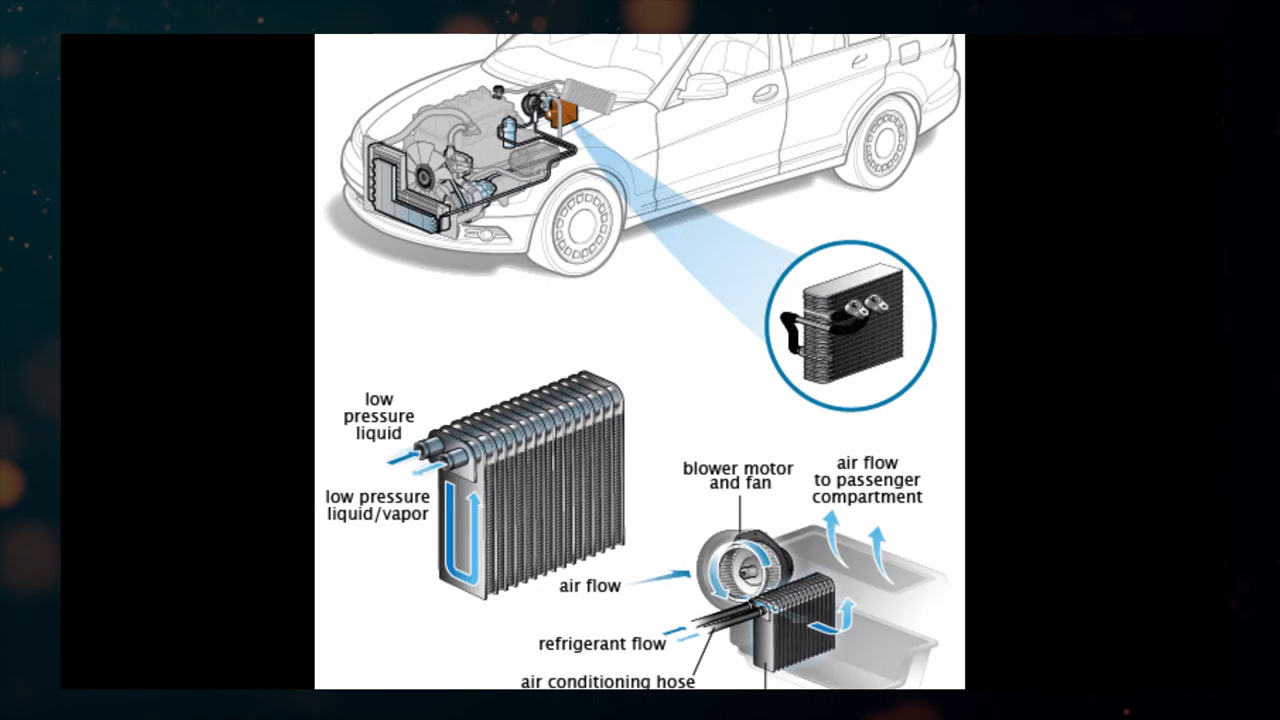 low
pressure
liquid
low pressure
liquid/vapor
blower motor
and fan
air flow
to passenger
compartment
air flow
refrigerant flow
air conditioning hose